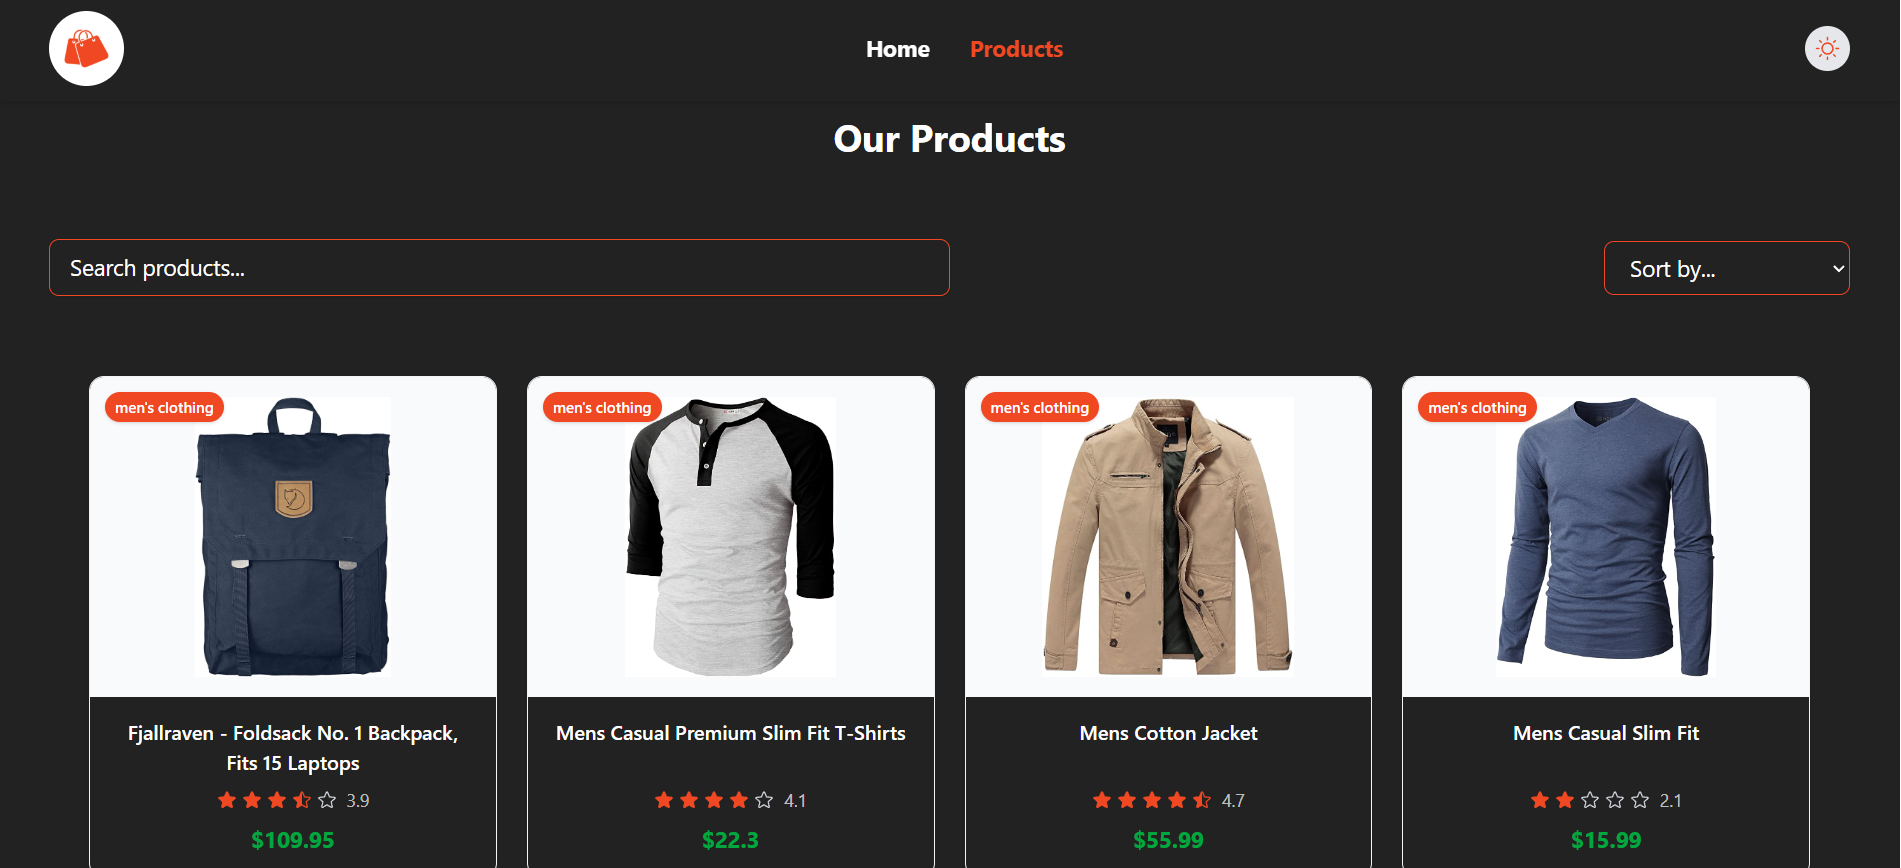 Home
Products
Our Products
Search products...
Sort by...
men's clothing
men's clothing
men's clothing
men's clothing
Fjallraven - Foldsack No. 1 Backpack,
Fits 15 Laptops
3.9
$109.95
Mens Casual Premium Slim Fit T-Shirts
4.1
$22.3
Mens Cotton Jacket
4.7
$55.99
Mens Casual Slim Fit
2.1
$15.99